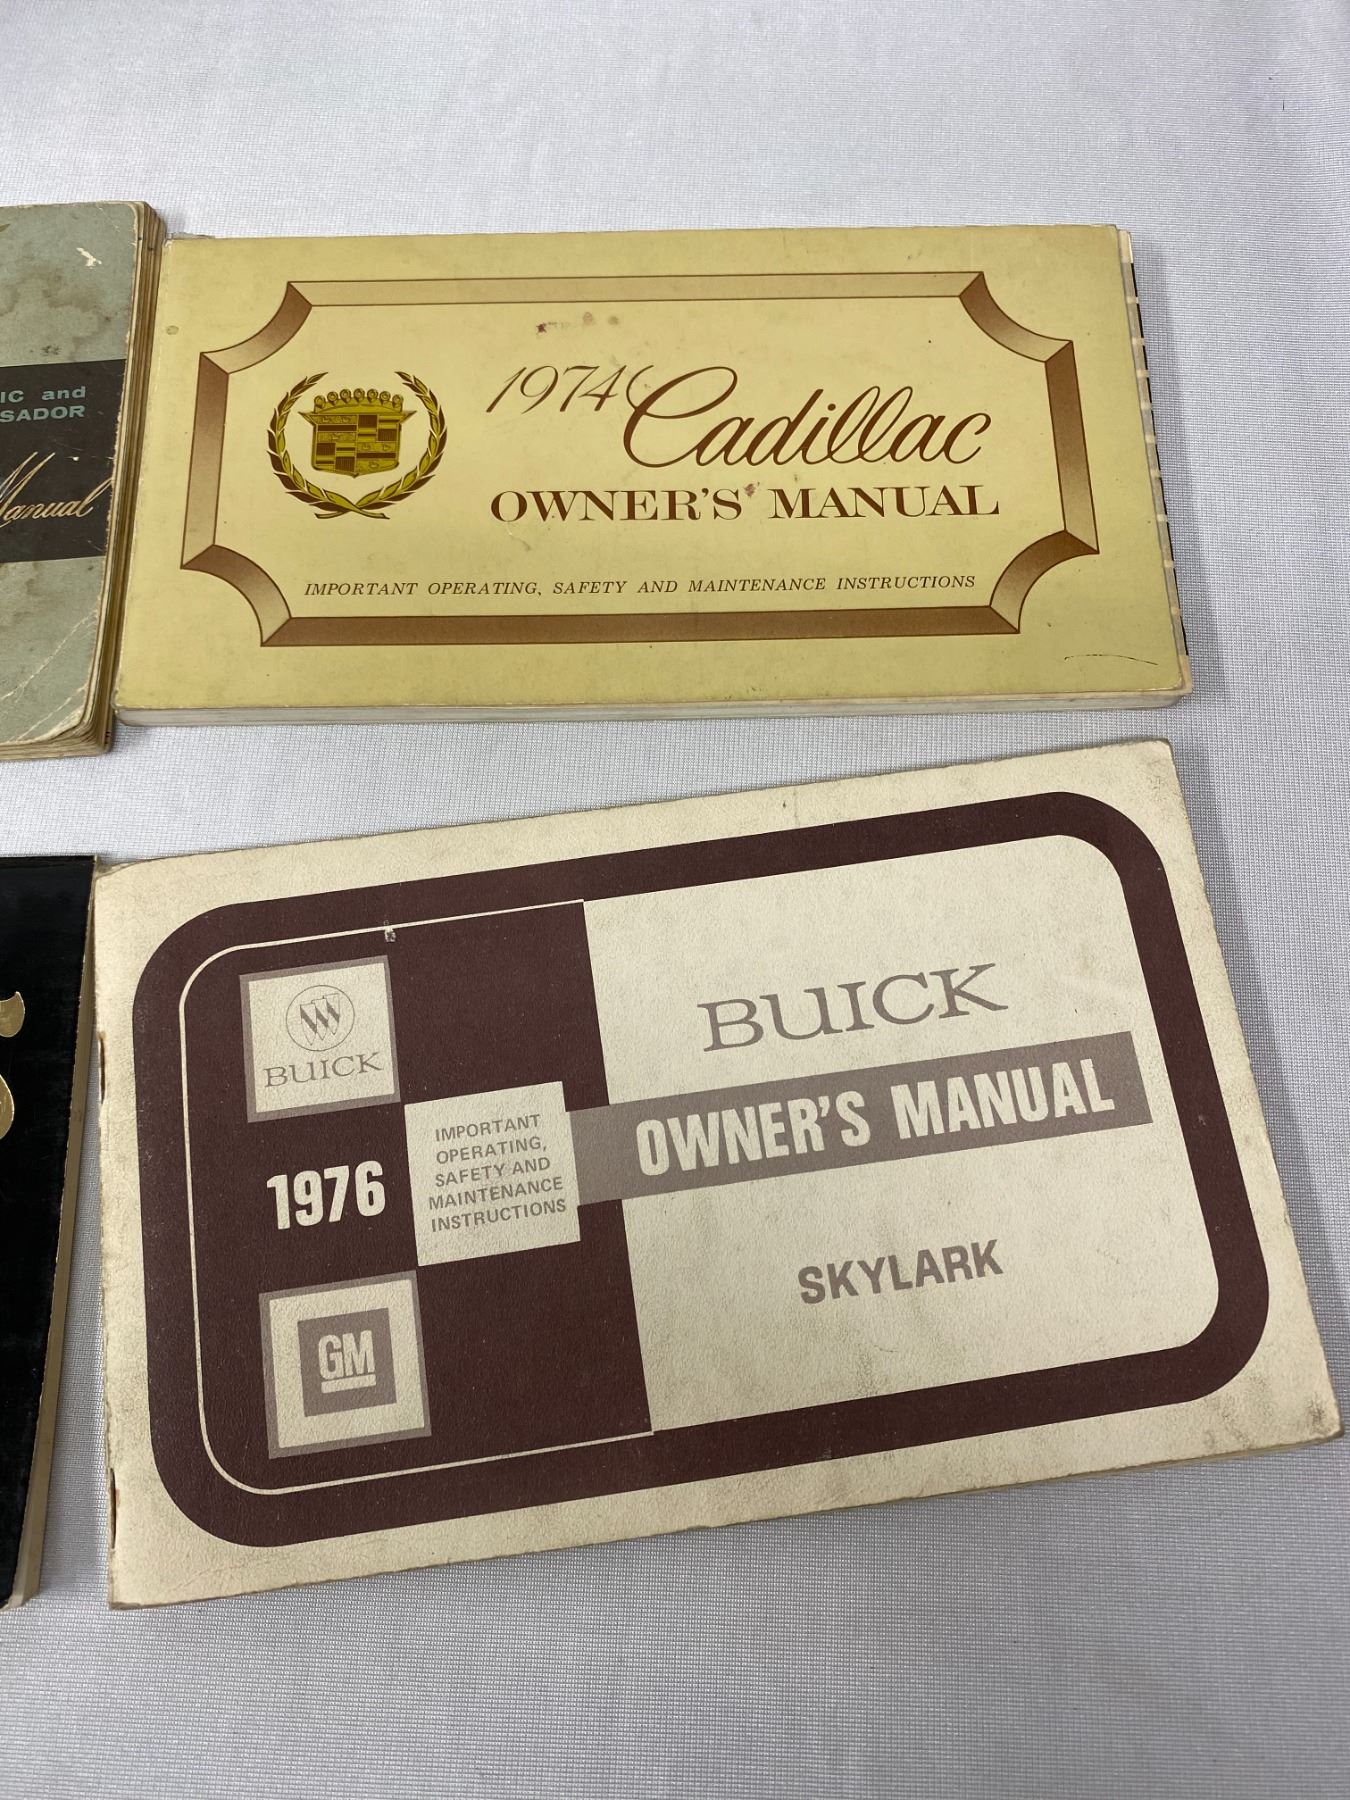 IC and
SADOR
Manual
1974 Cadillac
OWNER'S MANUAL
IMPORTANT OPERATING, SAFETY AND MAINTENANCE INSTRUCTIONS
BUICK
1976
GM
IMPORTANT
OPERATING,
SAFETY AND
MAINTENANCE
INSTRUCTIONS
BUICK
OWNER'S MANUAL
SKYLARK